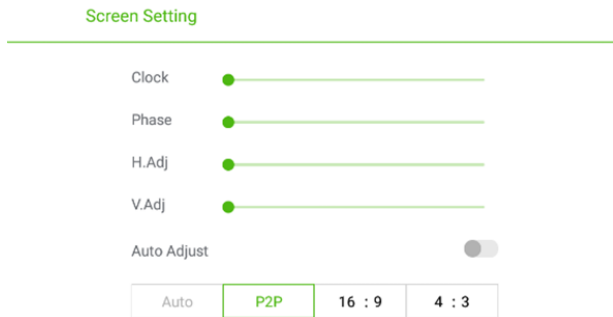 Screen Setting
Clock
Phase
H.Adj
V.Adj
Auto Adjust
Auto P2P 16 : 9 4 : 3